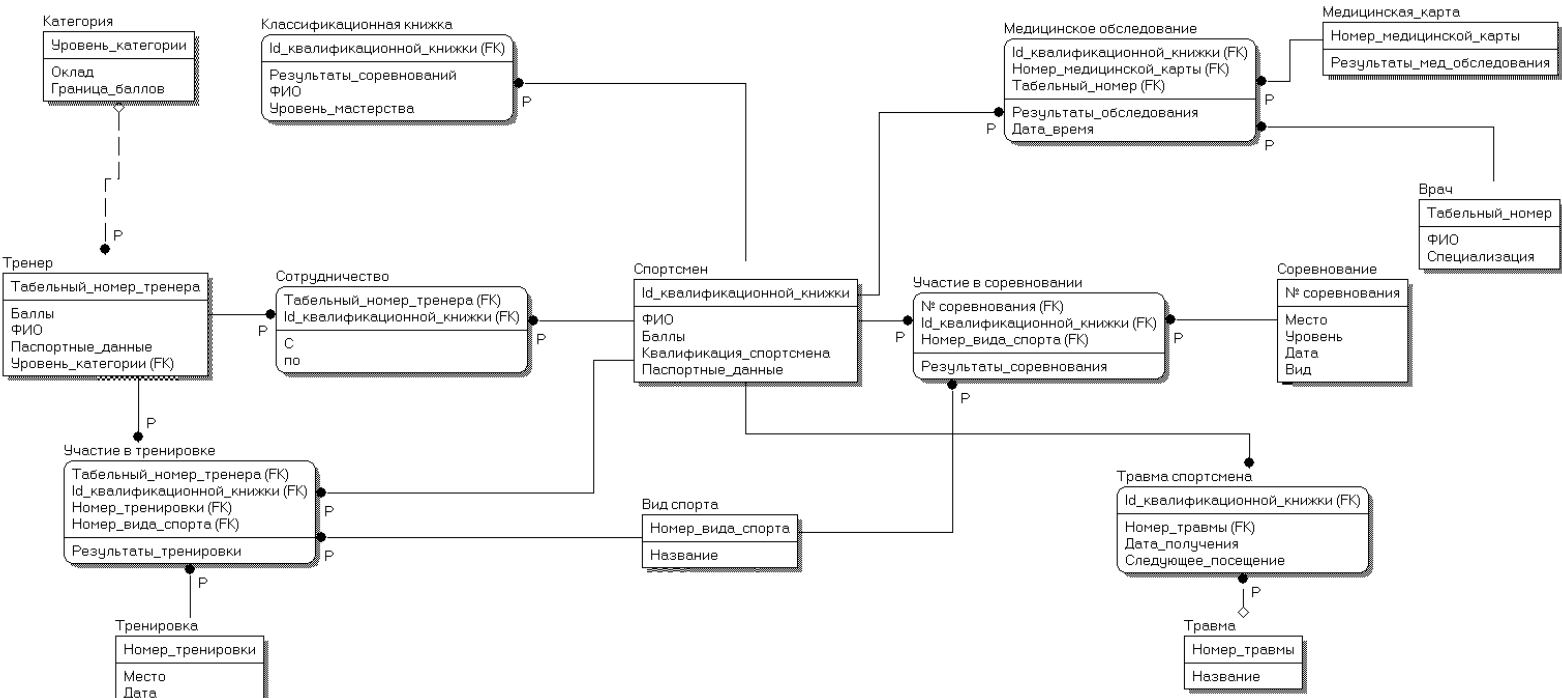 Категория
Уровень_категории
Оклад
Граница_баллов
Классификационная книжка
Id_квалификационной_книжки (FK)
Результаты_соревнований
ФИО
Уровень_мастерства
P
Медицинское обследование
Id_квалификационной_книжки (FK)
Номер_медицинской_карты (FK)
Табельный_номер (FK)
Результаты_обследования
Дата_время
P
P
P
Медицинская_карта
Номер_медицинской_карты
Результаты_мед_обследования
Врач
Табельный_номер
ФИО
Специализация
P
Тренер
Табельный_номер_тренера
Баллы
ФИО
Паспортные_данные
Уровень_категории (FK)
P
Сотрудничество
Табельный_номер_тренера (FK)
Id_квалификационной_книжки (FK)
С
по
P
Спортсмен
Id_квалификационной_книжки
ФИО
Баллы
Квалификация_спортсмена
Паспортные_данные
P
Участие в соревновании
№ соревнования (FK)
Id_квалификационной_книжки (FK)
Номер_вида_спорта (FK)
Результаты_соревнования
P
P
Соревнование
№ соревнования
Место
Уровень
Дата
Вид
P
Участие в тренировке
Табельный_номер_тренера (FK)
Id_квалификационной_книжки (FK)
Номер_тренировки (FK)
Номер_вида_спорта (FK)
Результаты_тренировки
P
P
P
Вид спорта
Номер_вида_спорта
Название
Травма спортсмена
Id_квалификационной_книжки (FK)
Номер_травмы (FK)
Дата_получения
Следующее_посещение
P
Тренировка
Номер_тренировки
Место
Дата
Травма
Номер_травмы
Название